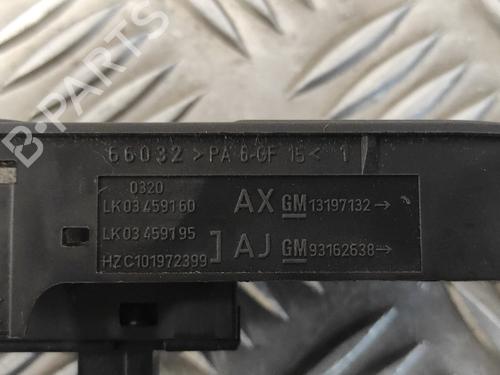 B-PARTS
66032 >PA 6-GF 15< 1
0320
LK03459160 AX GM 13197132→
LK03459195
HZC101972399 ] AJ GM 93162638→